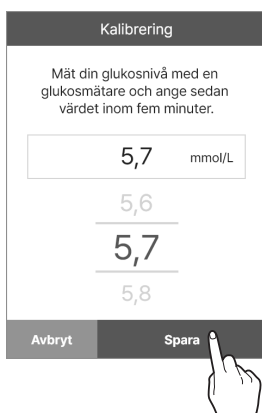 Kalibrering
Mät din glukosnivå med en
glukosmätare och ange sedan
värdet inom fem minuter.
5,7 mmol/L
5,6
5,7
5,8
Avbryt Spara